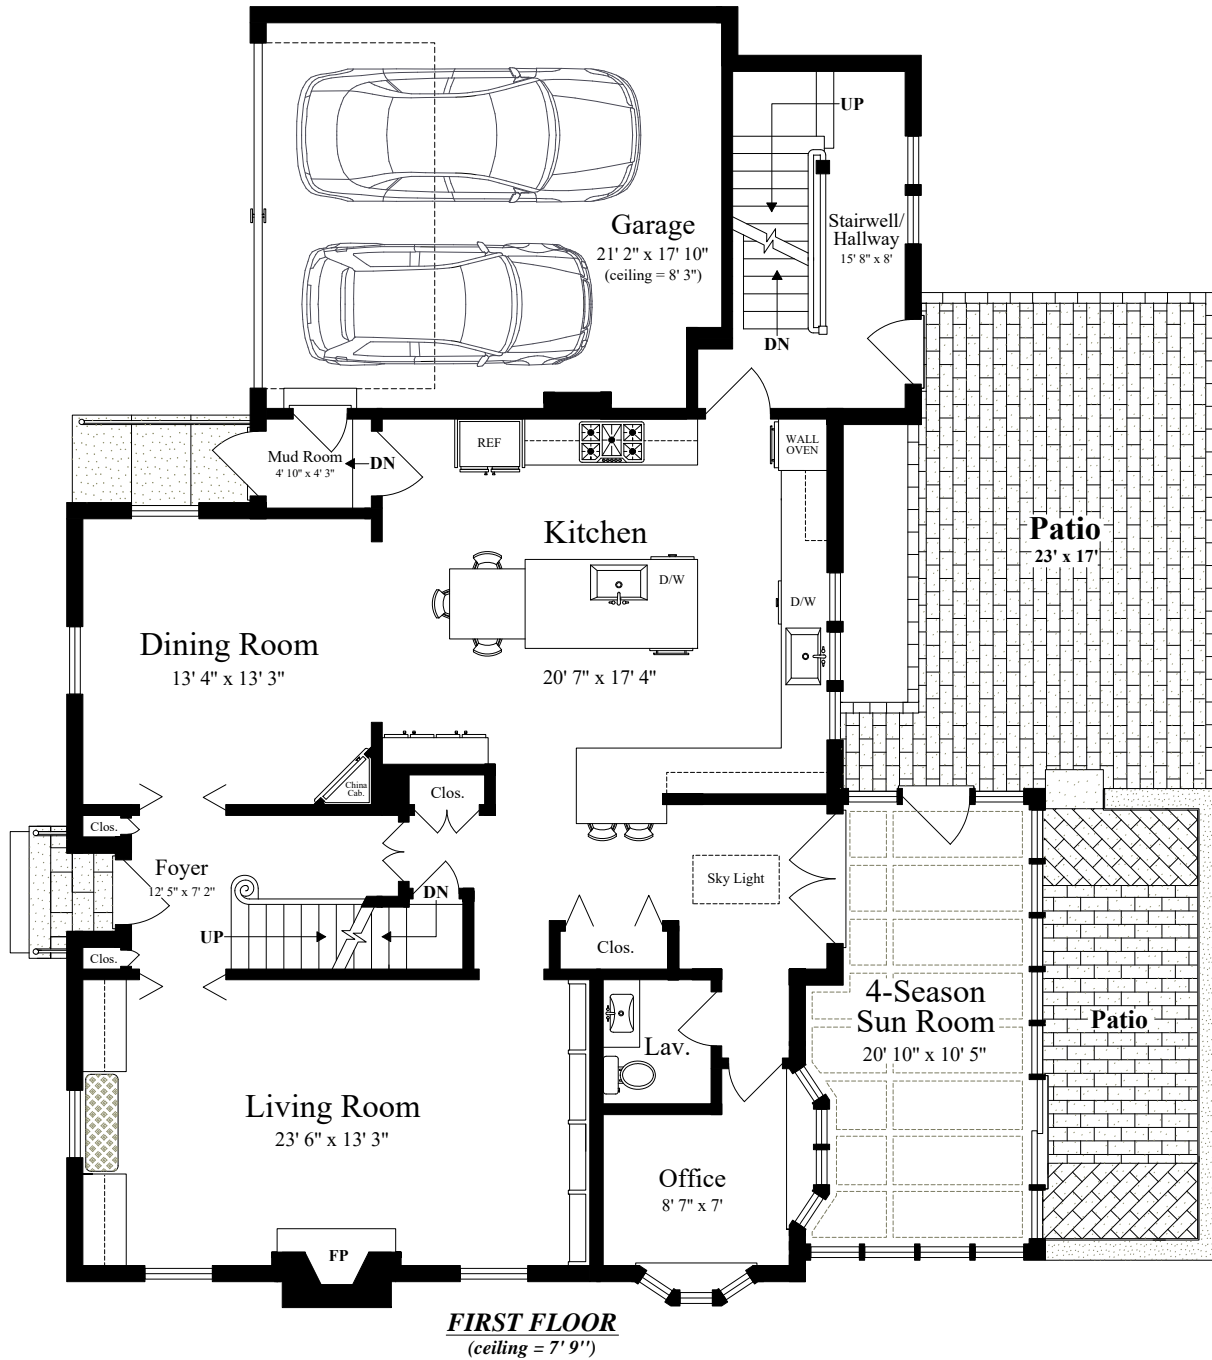 UP
Garage
21' 2" x 17' 10"
(ceiling = 8' 3")
Stairwell/
Hallway
15' 8" x 8'
DN
Mud Room
4' 10" x 4' 3"
DN
REF
WALL
OVEN
Kitchen
20' 7" x 17' 4"
D/W
D/W
Patio
23' x 17'
Dining Room
13' 4" x 13' 3"
China
Cab.
Clos.
Clos.
Foyer
12' 5" x 7' 2"
UP
DN
Clos.
Sky Light
Clos.
4-Season
Sun Room
20' 10" x 10' 5"
Patio
Lav.
Living Room
23' 6" x 13' 3"
Office
8' 7" x 7'
FP
FIRST FLOOR
(ceiling = 7' 9")